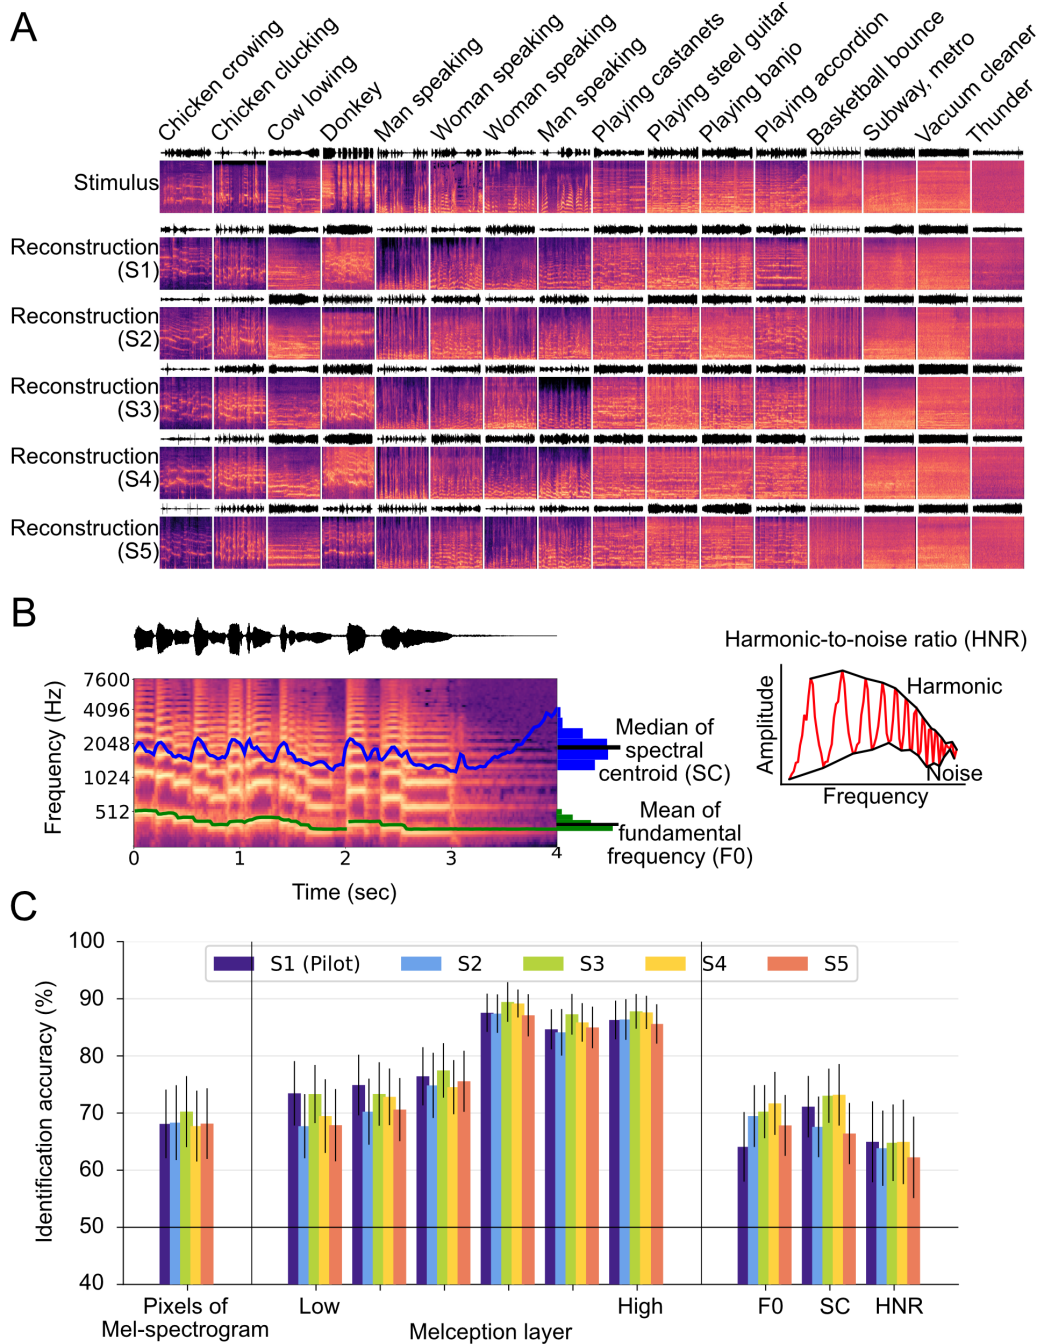 A
Chicken crowing
Chicken clucking
Cow lowing
Donkey
Man speaking
Woman speaking
Woman speaking
Man speaking
Playing castanets
Playing steel guitar
Playing banjo
Playing accordion
Basketball bounce
Subway, metro
Vacuum cleaner
Thunder
Stimulus
Reconstruction
(S1)
Reconstruction
(S2)
Reconstruction
(S3)
Reconstruction
(S4)
Reconstruction
(S5)
B
Frequency (Hz)
7600
4096
2048
1024
512
0 1 2 3 4
Time (sec)
Median of
spectral
centroid (SC)
Mean of
fundamental
frequency (F0)
Harmonic-to-noise ratio (HNR)
Amplitude
Harmonic
Noise
Frequency
C
Identification accuracy (%)
100
90
80
70
60
50
40
S1 (Pilot) S2 S3 S4 S5
Pixels of
Mel-spectrogram
Low High
Melception layer
F0 SC HNR